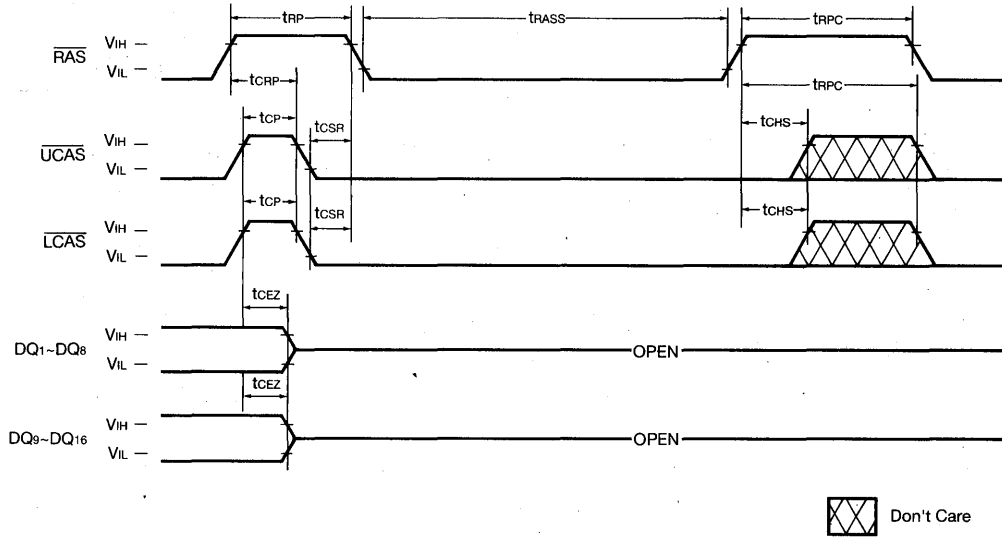 tRP tRASS tRPC
RAS VIH VIL
tCRP tRPC
tCP tCSR tCHS
UCAS VIH VIL
tCP tCSR tCHS
LCAS VIH VIL
tCEZ
DQ1~DQ8 VIH VIL OPEN
tCEZ
DQ9~DQ16 VIH VIL OPEN
Don't Care